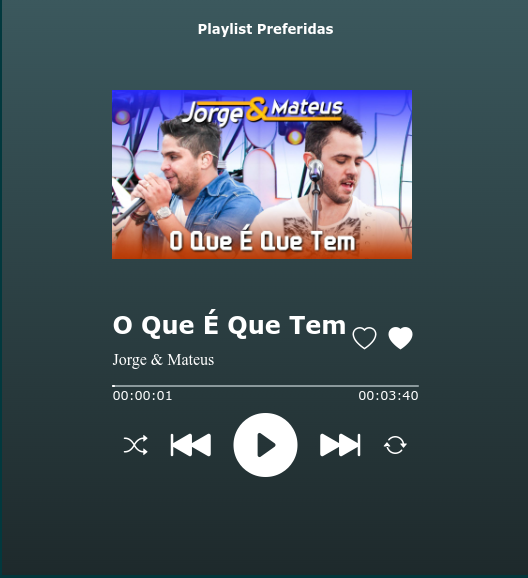 Playlist Preferidas
Jorge & Mateus
O Que É Que Tem
O Que É Que Tem
Jorge & Mateus
00:00:01 00:03:40